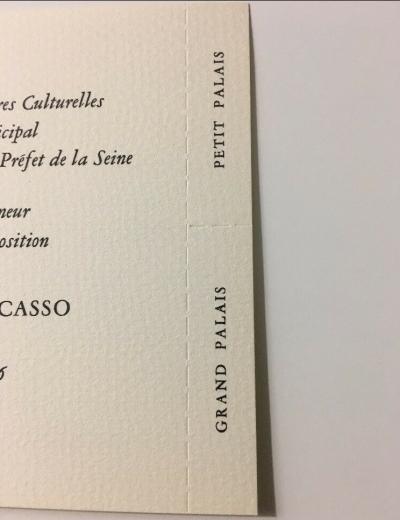 res Culturelles
icipal
Préfet de la Seine
neur
osition
CASSO
6
PETIT PALAIS
GRAND PALAIS